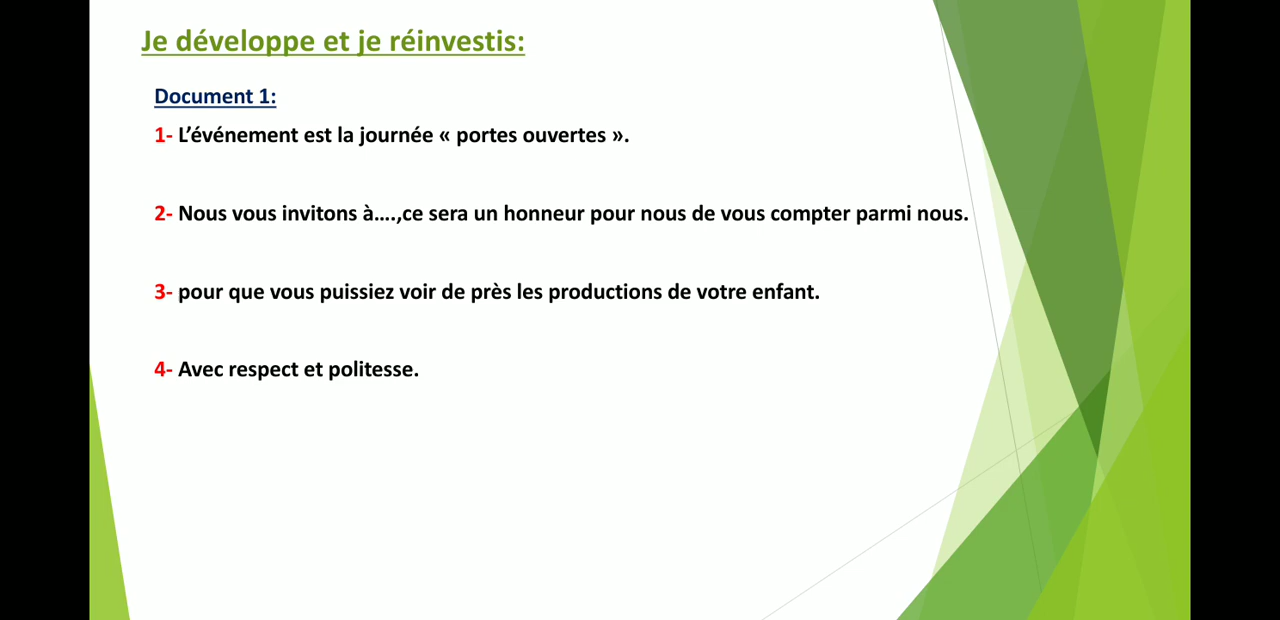 Je développe et je réinvestis:
Document 1:
1- L’événement est la journée « portes ouvertes ».
2- Nous vous invitons à….,ce sera un honneur pour nous de vous compter parmi nous.
3- pour que vous puissiez voir de près les productions de votre enfant.
4- Avec respect et politesse.